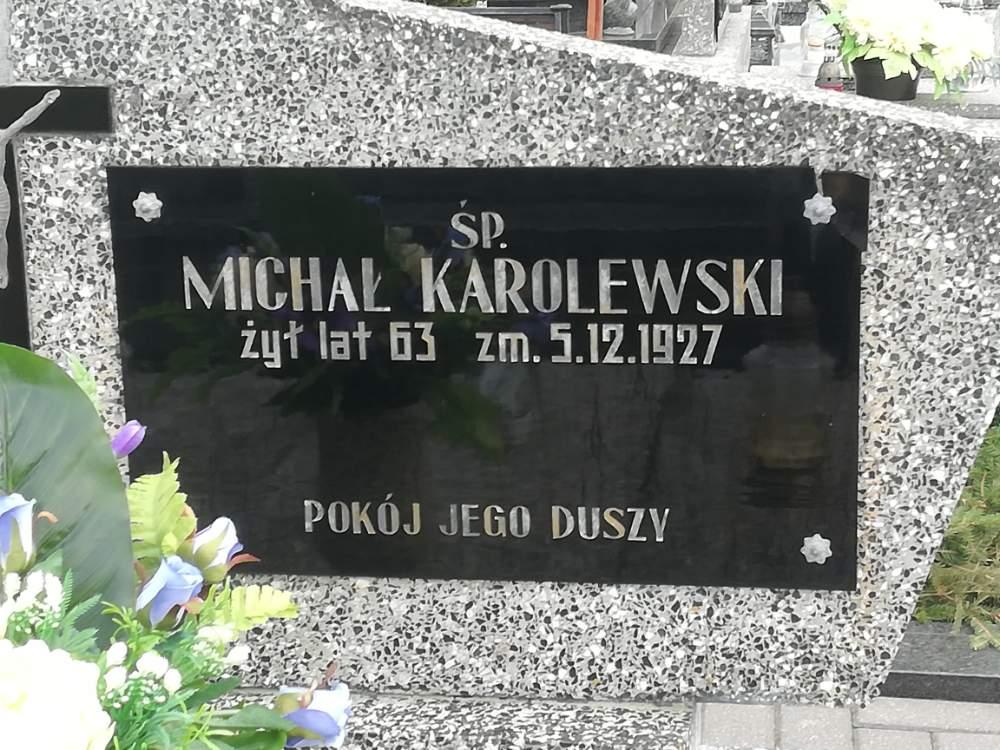 ŚP.
MICHAŁ KAROLEWSKI
żył lat 63 zm. 5.12.1927
POKÓJ JEGO DUSZY